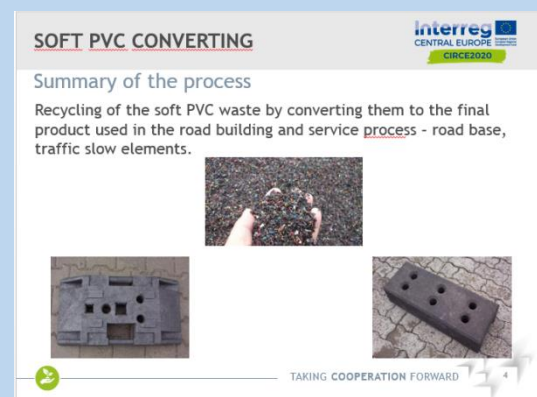 SOFT PVC CONVERTING
Interreg
CENTRAL EUROPE
CIRCE2020
Summary of the process
Recycling of the soft PVC waste by converting them to the final
product used in the road building and service process - road base,
traffic slow elements.
TAKING COOPERATION FORWARD
4